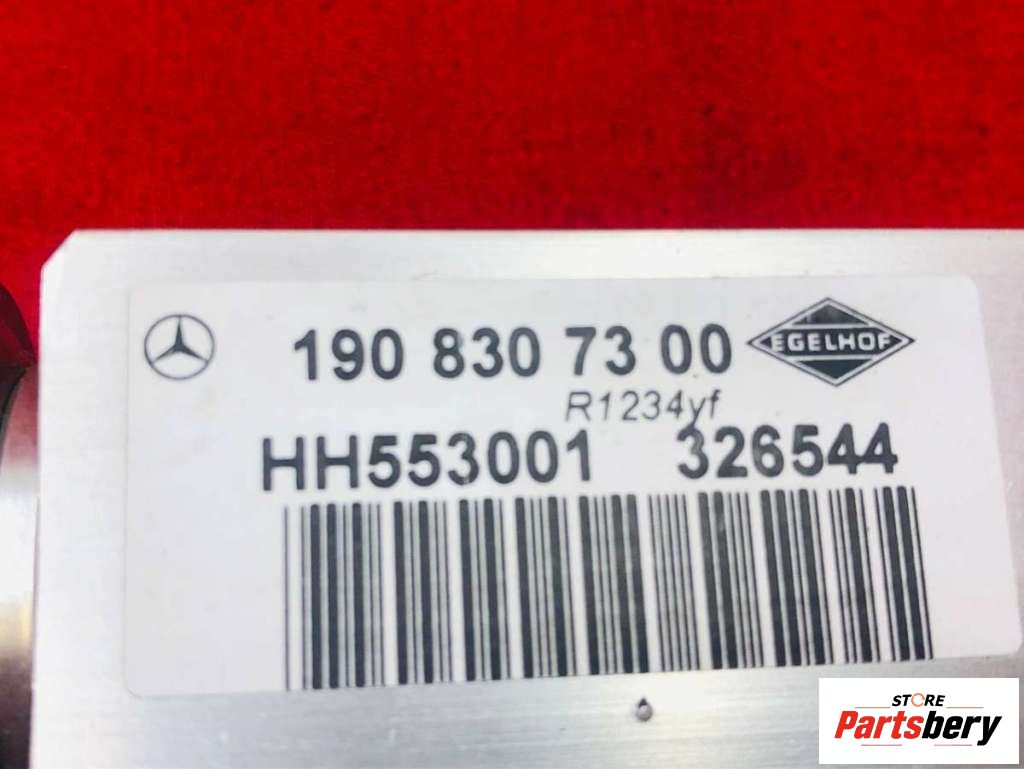 190 830 73 00
EGELHOF
R1234yf
HH553001 326544
STORE
Partsbery